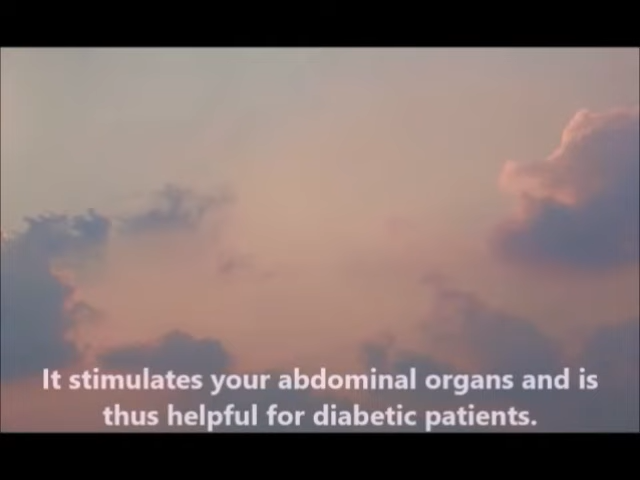 It stimulates your abdominal organs and is
thus helpful for diabetic patients.